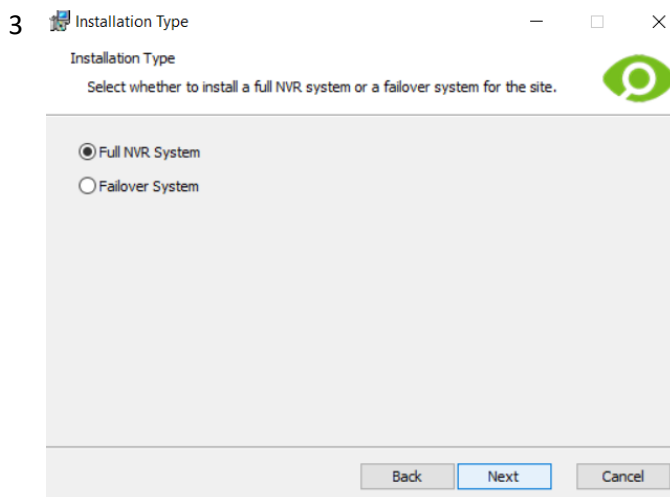 3
Installation Type
Installation Type
Select whether to install a full NVR system or a failover system for the site.
Full NVR System
Failover System
Back Next Cancel